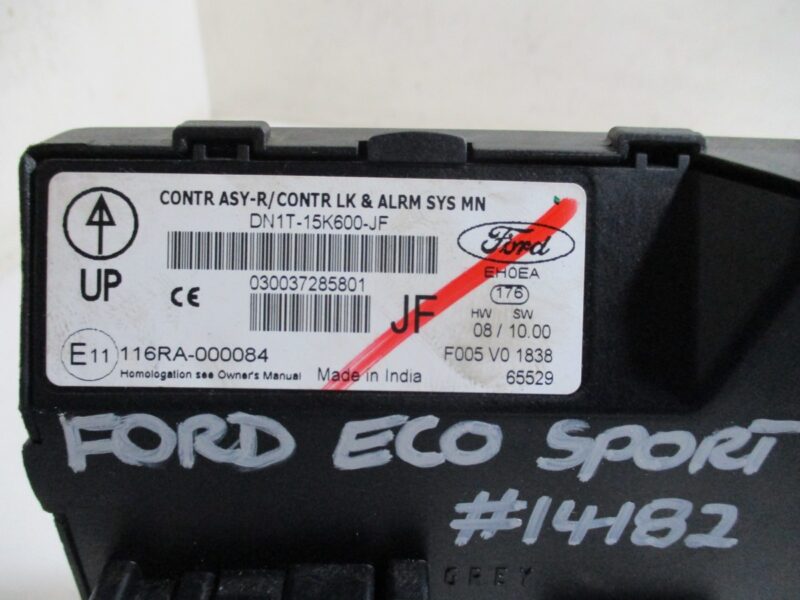 CONTR ASY-R/CONTR LK & ALRM SYS MN
DN1T-15K600-JF
UP
CE
030037285801
JF
Ford
EH0EA
176
HW SW
08 / 10.00
E11 116RA-000084
F005 V0 1838
Homologation see Owner's Manual
Made in India
65529
FORD ECO SPORT
#14182
GREY